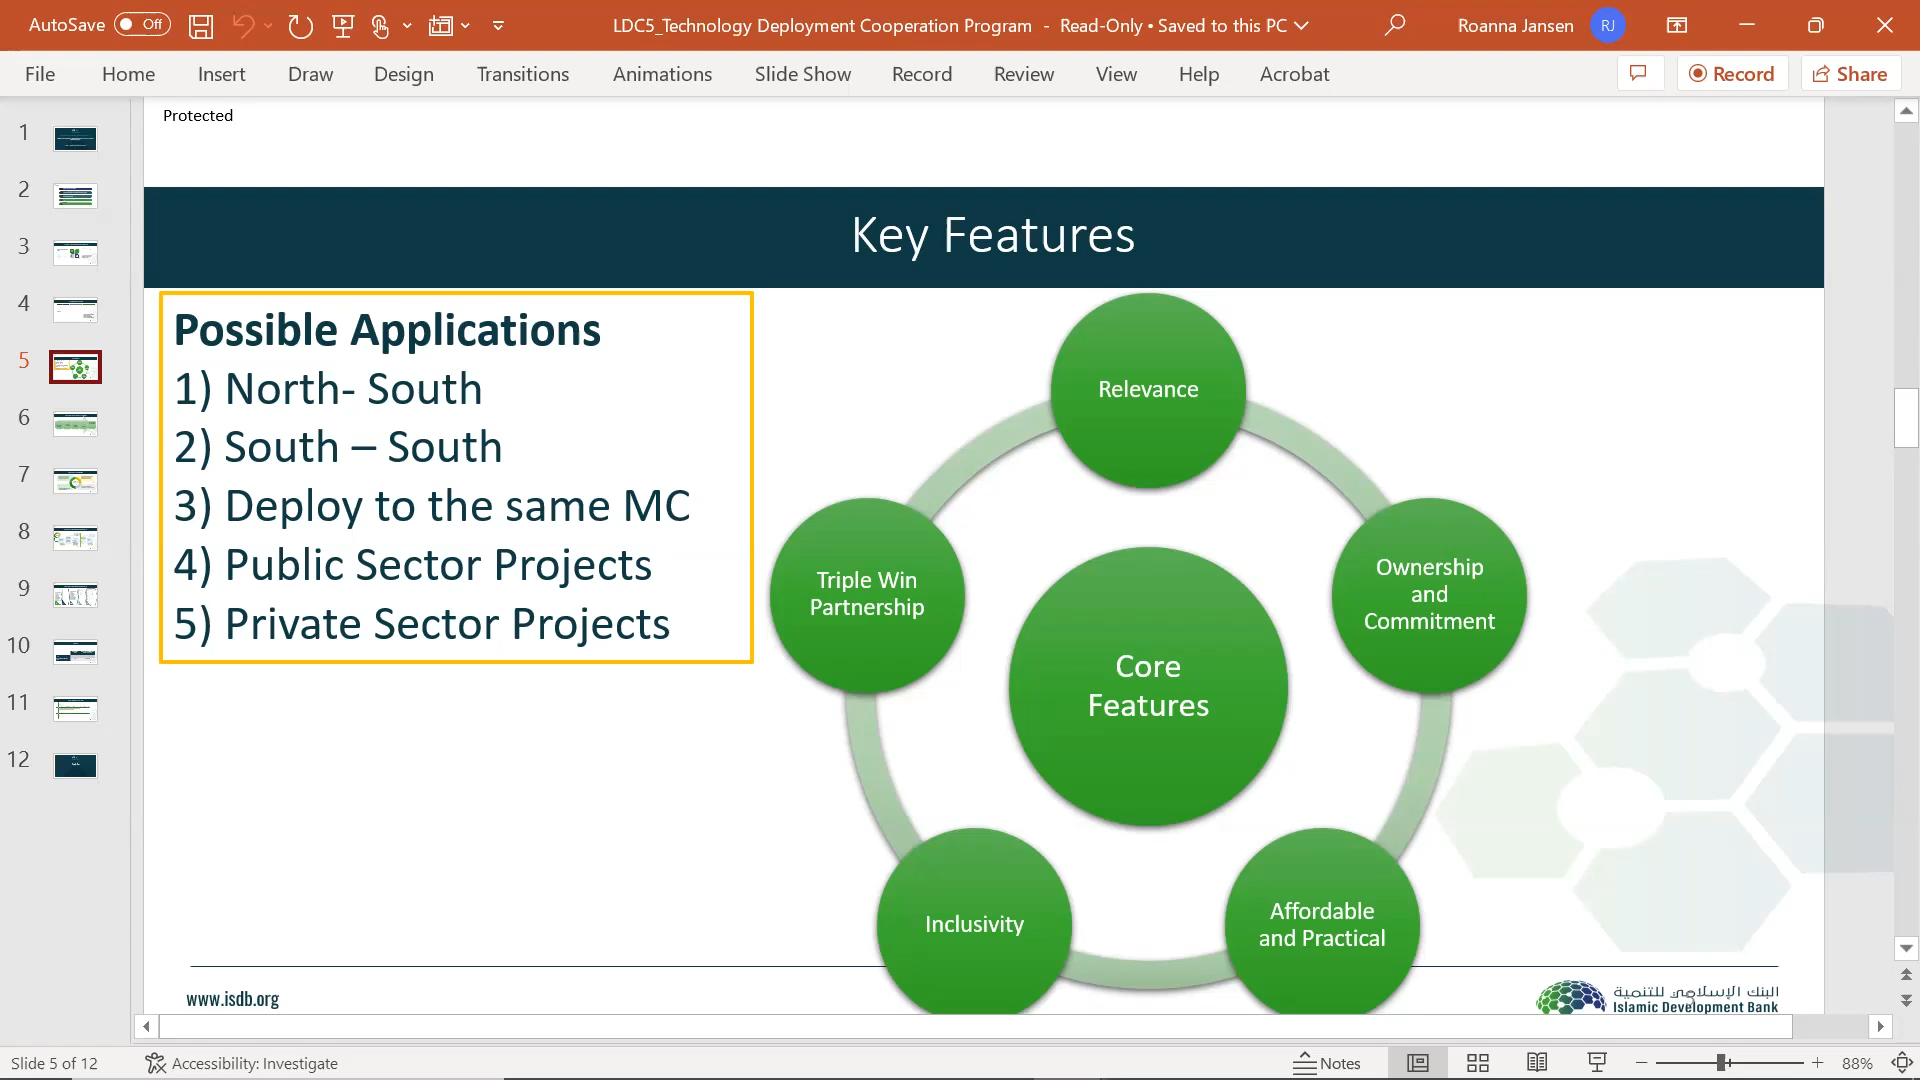 AutoSave Off
LDC5_Technology Deployment Cooperation Program - Read-Only • Saved to this PC
Roanna Jansen RJ
File Home Insert Draw Design Transitions Animations Slide Show Record Review View Help Acrobat
Record Share
Protected
1
2
3
4
5
6
7
8
9
10
11
12
Key Features
Possible Applications
1) North- South
2) South – South
3) Deploy to the same MC
4) Public Sector Projects
5) Private Sector Projects
Relevance
Triple Win
Partnership
Ownership
and
Commitment
Core
Features
Inclusivity
Affordable
and Practical
www.isdb.org
البنك الإسلامي للتنمية
Islamic Development Bank
Slide 5 of 12
Accessibility: Investigate
Notes
88%